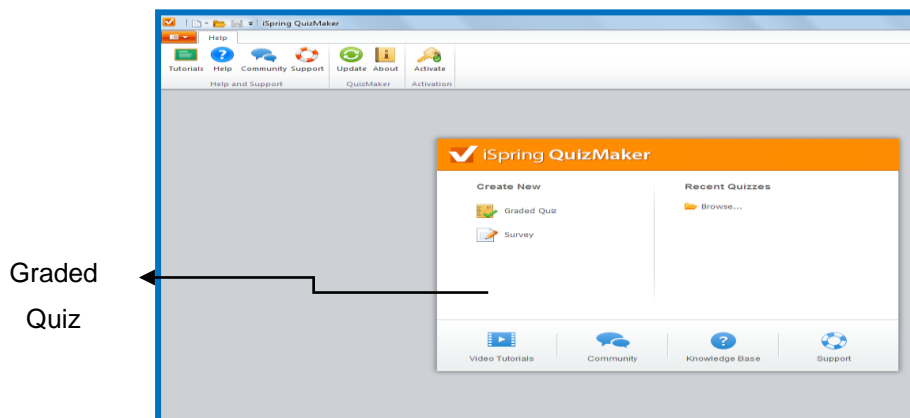 iSpring QuizMaker
Help
Tutorials Help Community Support Update About Activate
Help and Support QuizMaker Activation
iSpring QuizMaker
Create New Recent Quizzes
Graded Quiz Browse...
Survey
Graded
Quiz
Video Tutorials Community Knowledge Base Support